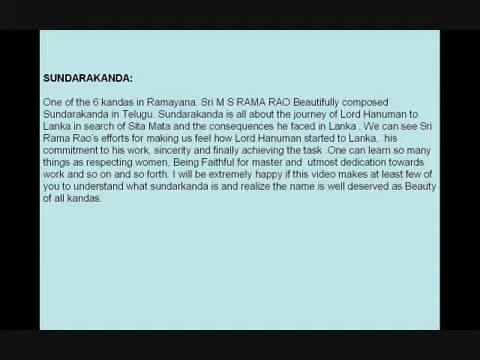 SUNDARAKANDA:
One of the 6 kandas in Ramayana. Sri M S RAMA RAO Beautifully composed
Sundarakanda in Telugu. Sundarakanda is all about the journey of Lord Hanuman to
Lanka in search of Sita Mata and the consequences he faced in Lanka . We can see Sri
Rama Rao's efforts for making us feel how Lord Hanuman started to Lanka, his
commitment to his work, sincerity and finally achieving the task .One can learn so many
things as respecting women, Being Faithful for master and utmost dedication towards
work and so on and so forth. I will be extremely happy if this video makes at least few of
you to understand what sundarkanda is and realize the name is well deserved as Beauty
of all kandas.